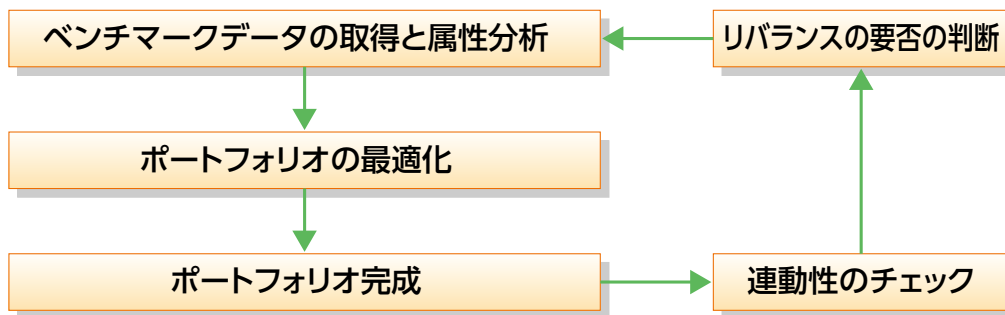 ベンチマークデータの取得と属性分析
リバランスの要否の判断
ポートフォリオの最適化
ポートフォリオ完成
連動性のチェック